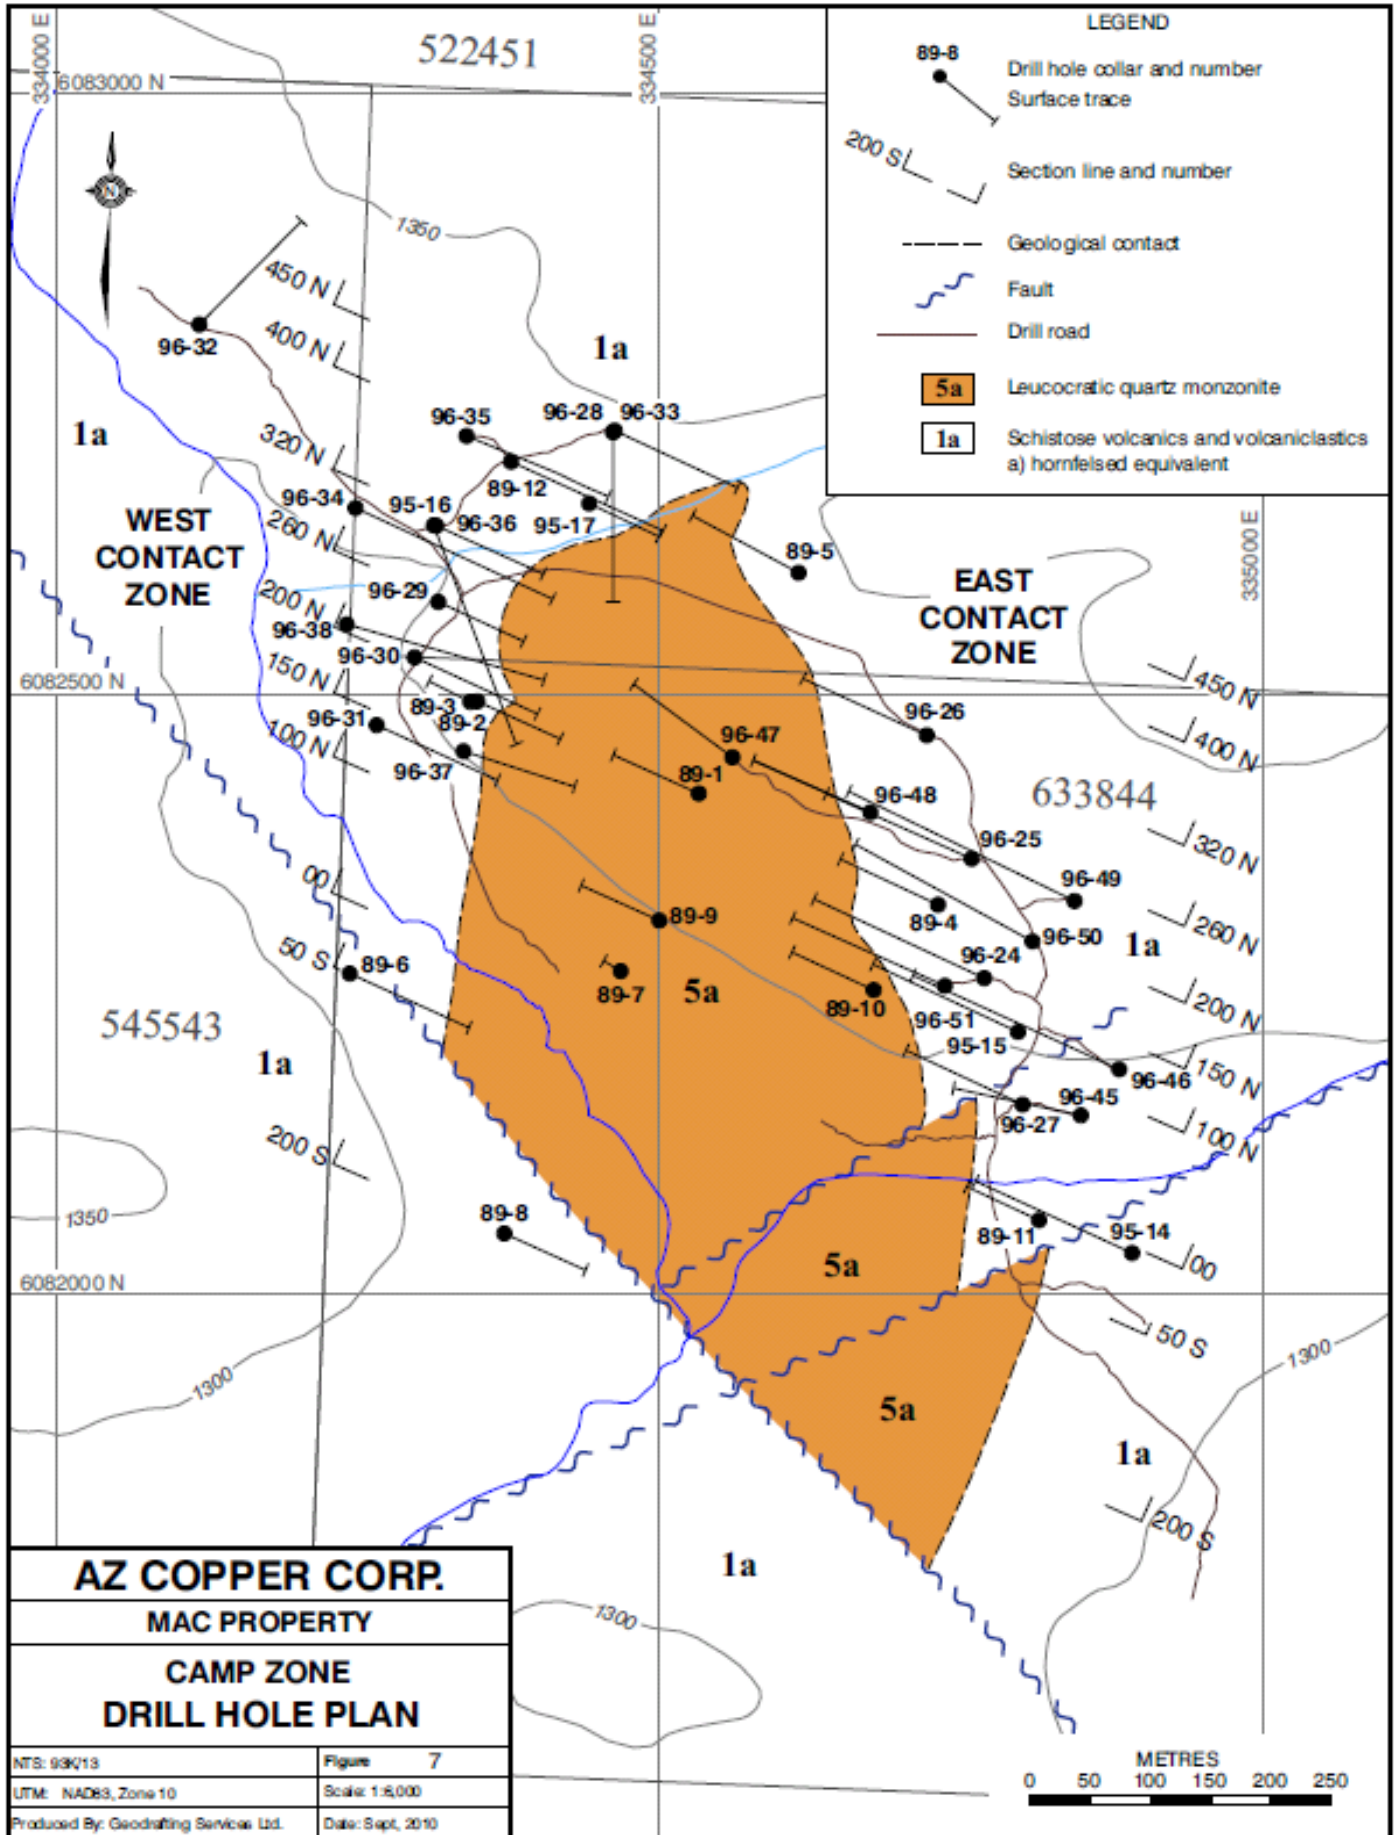 522451
334000 E
334500 E
6083000 N
LEGEND
89-8
Drill hole collar and number
Surface trace
200 S
Section line and number
Geological contact
Fault
Drill road
5a
Leucocratic quartz monzonite
1a
Schistose volcanics and volcaniclastics
a) hornfelsed equivalent
N
1350
450 N
400 N
96-32
1a
1a
320 N
96-35
96-28
96-33
89-12
96-34
95-16
96-36
95-17
WEST
CONTACT
ZONE
260 N
89-5
335000 E
EAST
CONTACT
ZONE
96-29
200 N
96-38
96-30
150 N
6082500 N
89-3
89-2
96-31
100 N
96-37
96-26
450 N
400 N
96-47
89-1
633844
96-48
320 N
96-25
96-49
00
89-4
260 N
89-9
96-50
1a
50 S
89-6
96-24
89-7
5a
89-10
200 N
96-51
95-15
545543
1a
150 N
96-46
96-45
96-27
100 N
200 S
1350
89-8
89-11
95-14
00
5a
6082000 N
50 S
1300
1300
5a
1a
200 S
1a
1300
AZ COPPER CORP.
MAC PROPERTY
CAMP ZONE
DRILL HOLE PLAN
NTS: 93K/13
Figure 7
UTM: NAD83, Zone 10
Scale: 1:6,000
Produced By: Geodrafting Services Ltd.
Date: Sept, 2010
METRES
0 50 100 150 200 250